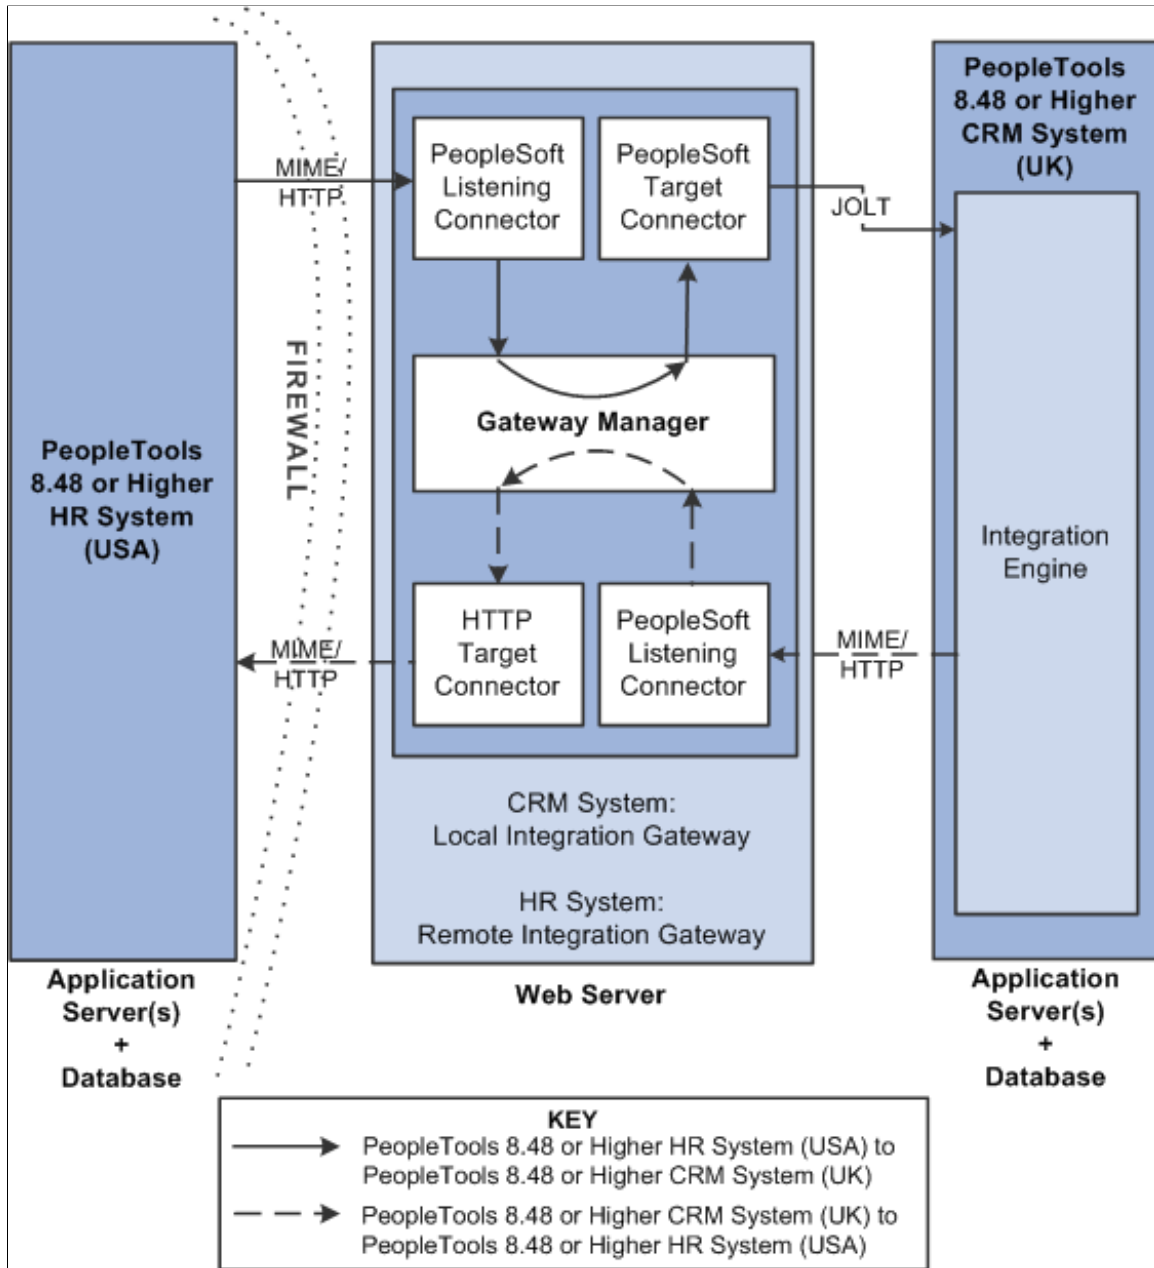 PeopleTools
8.48 or Higher
HR System
(USA)
Application
Server(s)
+
Database
FIREWALL
MIME/
HTTP
MIME/
HTTP
PeopleSoft
Listening
Connector
PeopleSoft
Target
Connector
Gateway Manager
HTTP
Target
Connector
PeopleSoft
Listening
Connector
CRM System:
Local Integration Gateway
HR System:
Remote Integration Gateway
Web Server
JOLT
MIME/
HTTP
PeopleTools
8.48 or Higher
CRM System
(UK)
Integration
Engine
Application
Server(s)
+
Database
KEY
PeopleTools 8.48 or Higher HR System (USA) to
PeopleTools 8.48 or Higher CRM System (UK)
PeopleTools 8.48 or Higher CRM System (UK) to
PeopleTools 8.48 or Higher HR System (USA)